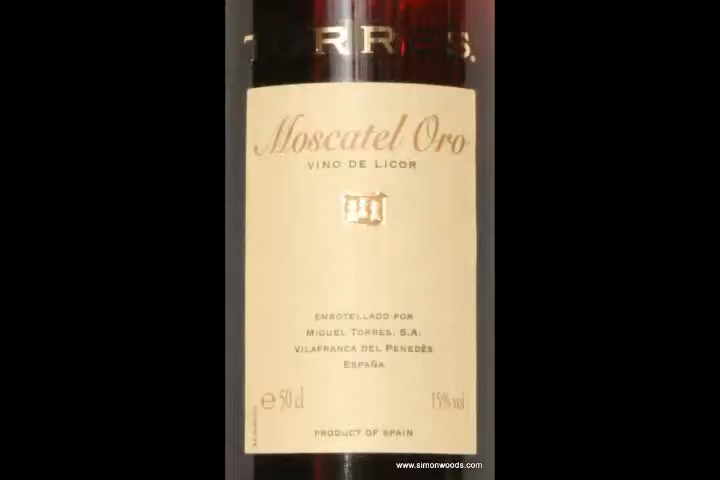 TORRES.
Moscatel Oro
VINO DE LICOR
EMBOTELLADO POR
MIGUEL TORRES, S.A.
VILAFRANCA DEL PENEDÈS
ESPAÑA
℮ 50 cl 15% vol
PRODUCT OF SPAIN
www.simonwoods.com